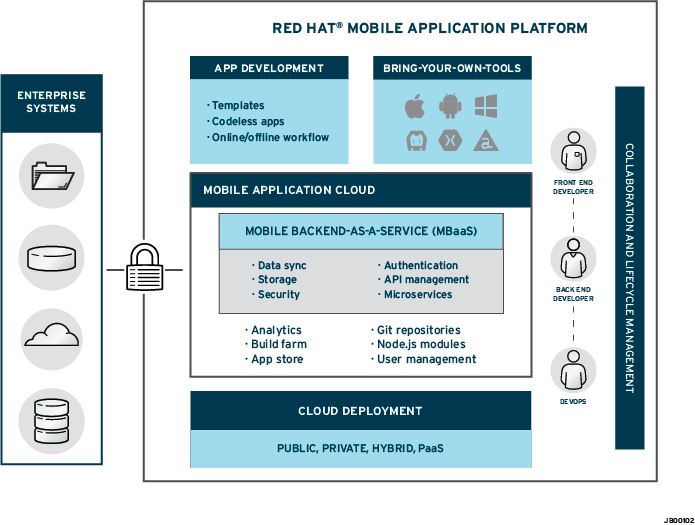 RED HAT® MOBILE APPLICATION PLATFORM
ENTERPRISE
SYSTEMS
APP DEVELOPMENT
· Templates
· Codeless apps
· Online/offline workflow
BRING-YOUR-OWN-TOOLS
a
MOBILE APPLICATION CLOUD
MOBILE BACKEND-AS-A-SERVICE (MBaaS)
· Data sync
· Storage
· Security
· Authentication
· API management
· Microservices
· Analytics
· Build farm
· App store
· Git repositories
· Node.js modules
· User management
CLOUD DEPLOYMENT
PUBLIC, PRIVATE, HYBRID, PaaS
FRONT END
DEVELOPER
BACK END
DEVELOPER
DEVOPS
COLLABORATION AND LIFECYCLE MANAGEMENT
JB00102